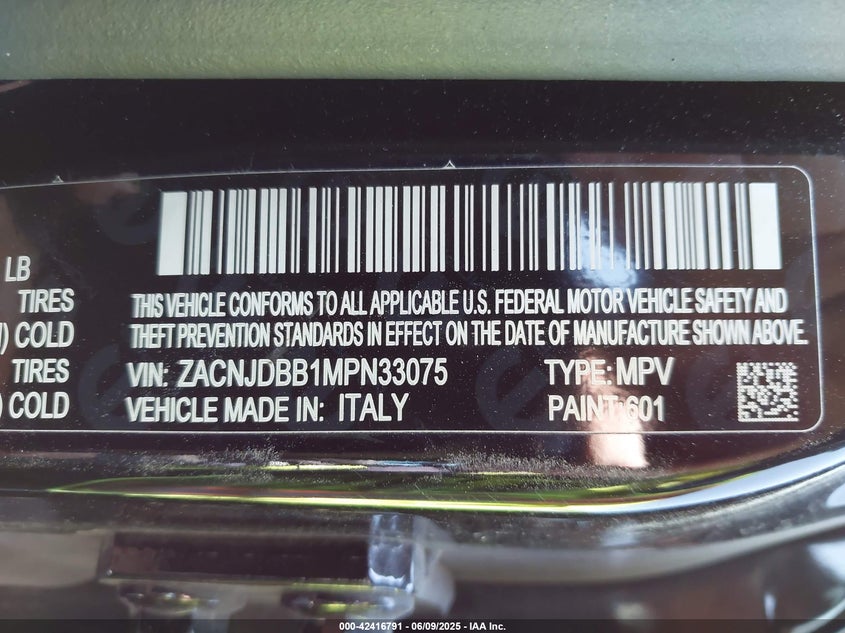 LB
TIRES
) COLD
TIRES
) COLD
THIS VEHICLE CONFORMS TO ALL APPLICABLE U.S. FEDERAL MOTOR VEHICLE SAFETY AND
THEFT PREVENTION STANDARDS IN EFFECT ON THE DATE OF MANUFACTURE SHOWN ABOVE.
VIN: ZACNJDBB1MPN33075 TYPE: MPV
VEHICLE MADE IN: ITALY PAINT: 601
000-42416791 - 06/09/2025 - IAA Inc.